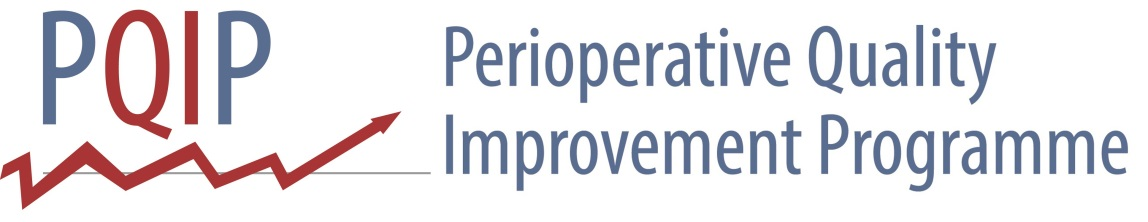 PQIP
Perioperative Quality
Improvement Programme